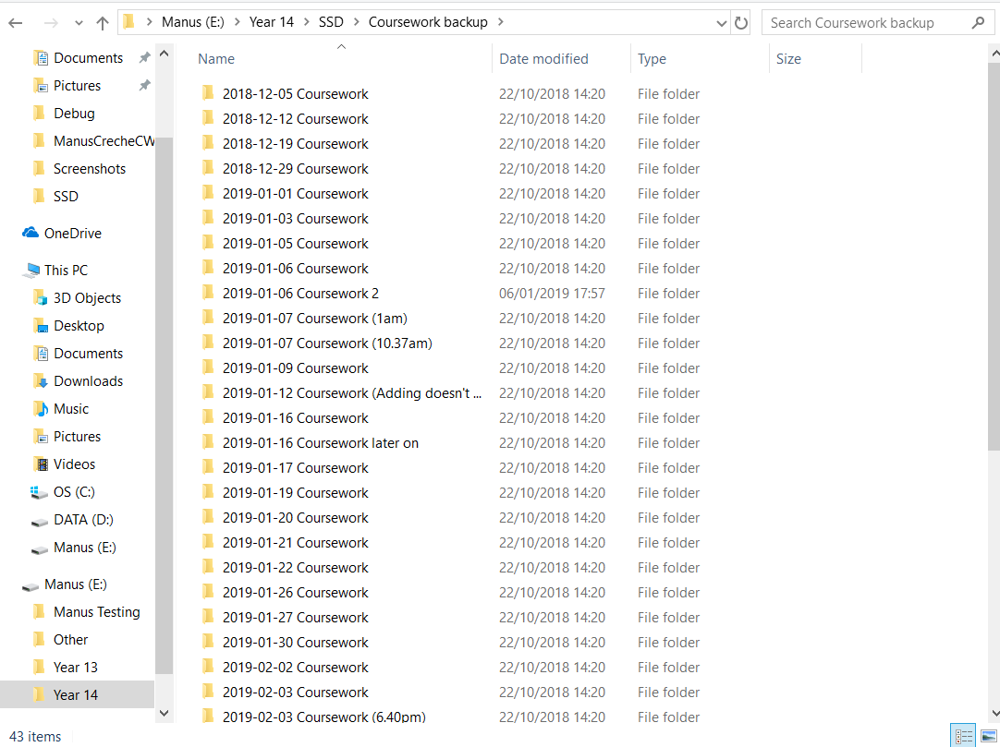 Manus (E:) > Year 14 > SSD > Coursework backup >
Search Coursework backup
Documents
Pictures
Debug
ManusCrecheCW
Screenshots
SSD
OneDrive
This PC
3D Objects
Desktop
Documents
Downloads
Music
Pictures
Videos
OS (C:)
DATA (D:)
Manus (E:)
Manus (E:)
Manus Testing
Other
Year 13
Year 14
Name Date modified Type Size
2018-12-05 Coursework 22/10/2018 14:20 File folder
2018-12-12 Coursework 22/10/2018 14:20 File folder
2018-12-19 Coursework 22/10/2018 14:20 File folder
2018-12-29 Coursework 22/10/2018 14:20 File folder
2019-01-01 Coursework 22/10/2018 14:20 File folder
2019-01-03 Coursework 22/10/2018 14:20 File folder
2019-01-05 Coursework 22/10/2018 14:20 File folder
2019-01-06 Coursework 22/10/2018 14:20 File folder
2019-01-06 Coursework 2 06/01/2019 17:57 File folder
2019-01-07 Coursework (1am) 22/10/2018 14:20 File folder
2019-01-07 Coursework (10.37am) 22/10/2018 14:20 File folder
2019-01-09 Coursework 22/10/2018 14:20 File folder
2019-01-12 Coursework (Adding doesn't ... 22/10/2018 14:20 File folder
2019-01-16 Coursework 22/10/2018 14:20 File folder
2019-01-16 Coursework later on 22/10/2018 14:20 File folder
2019-01-17 Coursework 22/10/2018 14:20 File folder
2019-01-19 Coursework 22/10/2018 14:20 File folder
2019-01-20 Coursework 22/10/2018 14:20 File folder
2019-01-21 Coursework 22/10/2018 14:20 File folder
2019-01-22 Coursework 22/10/2018 14:20 File folder
2019-01-26 Coursework 22/10/2018 14:20 File folder
2019-01-27 Coursework 22/10/2018 14:20 File folder
2019-01-30 Coursework 22/10/2018 14:20 File folder
2019-02-02 Coursework 22/10/2018 14:20 File folder
2019-02-03 Coursework 22/10/2018 14:20 File folder
2019-02-03 Coursework (6.40pm) 22/10/2018 14:20 File folder
43 items